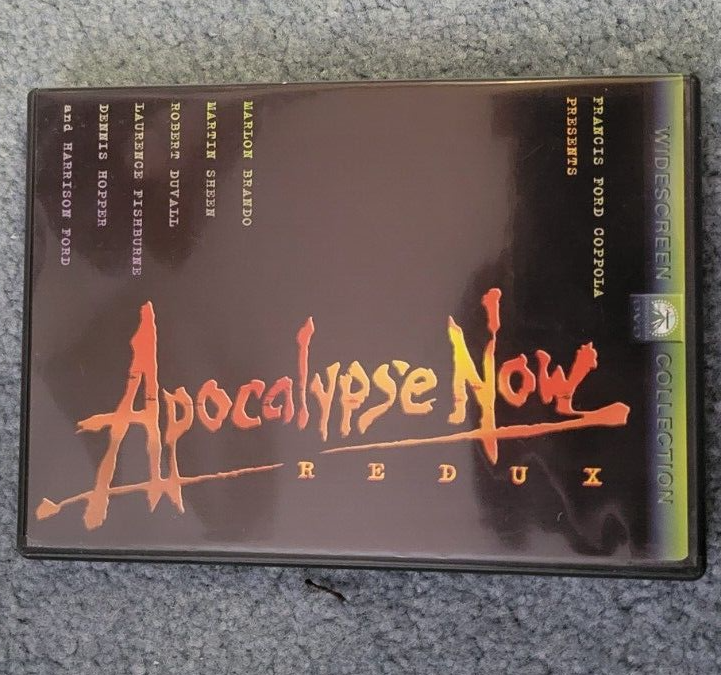 WIDESCREEN COLLECTION
FRANCIS FORD COPPOLA
PRESENTS
MARLON BRANDO
MARTIN SHEEN
ROBERT DUVALL
LAURENCE FISHBURNE
DENNIS HOPPER
and HARRISON FORD
Apocalypse Now
REDUX